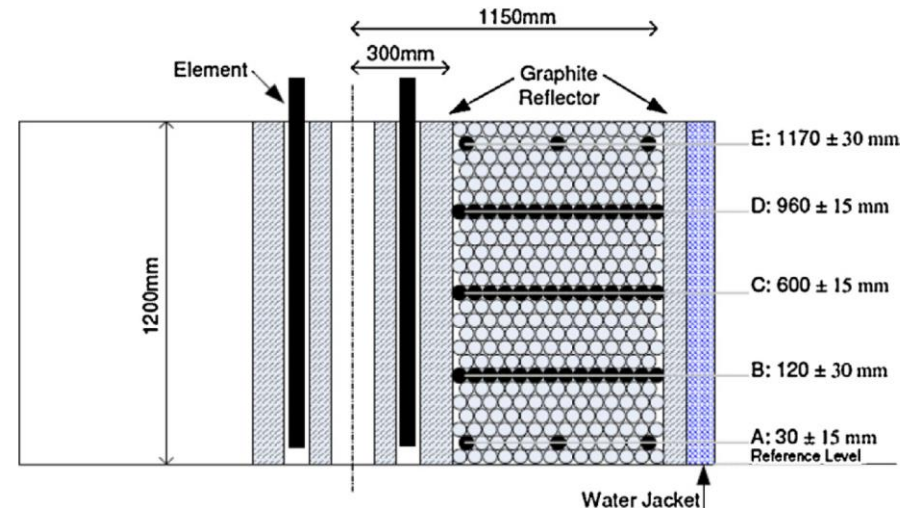 1150mm
300mm
Element
Graphite
Reflector
E: 1170 ± 30 mm
D: 960 ± 15 mm
1200mm
C: 600 ± 15 mm
B: 120 ± 30 mm
A: 30 ± 15 mm
Reference Level
Water Jacket